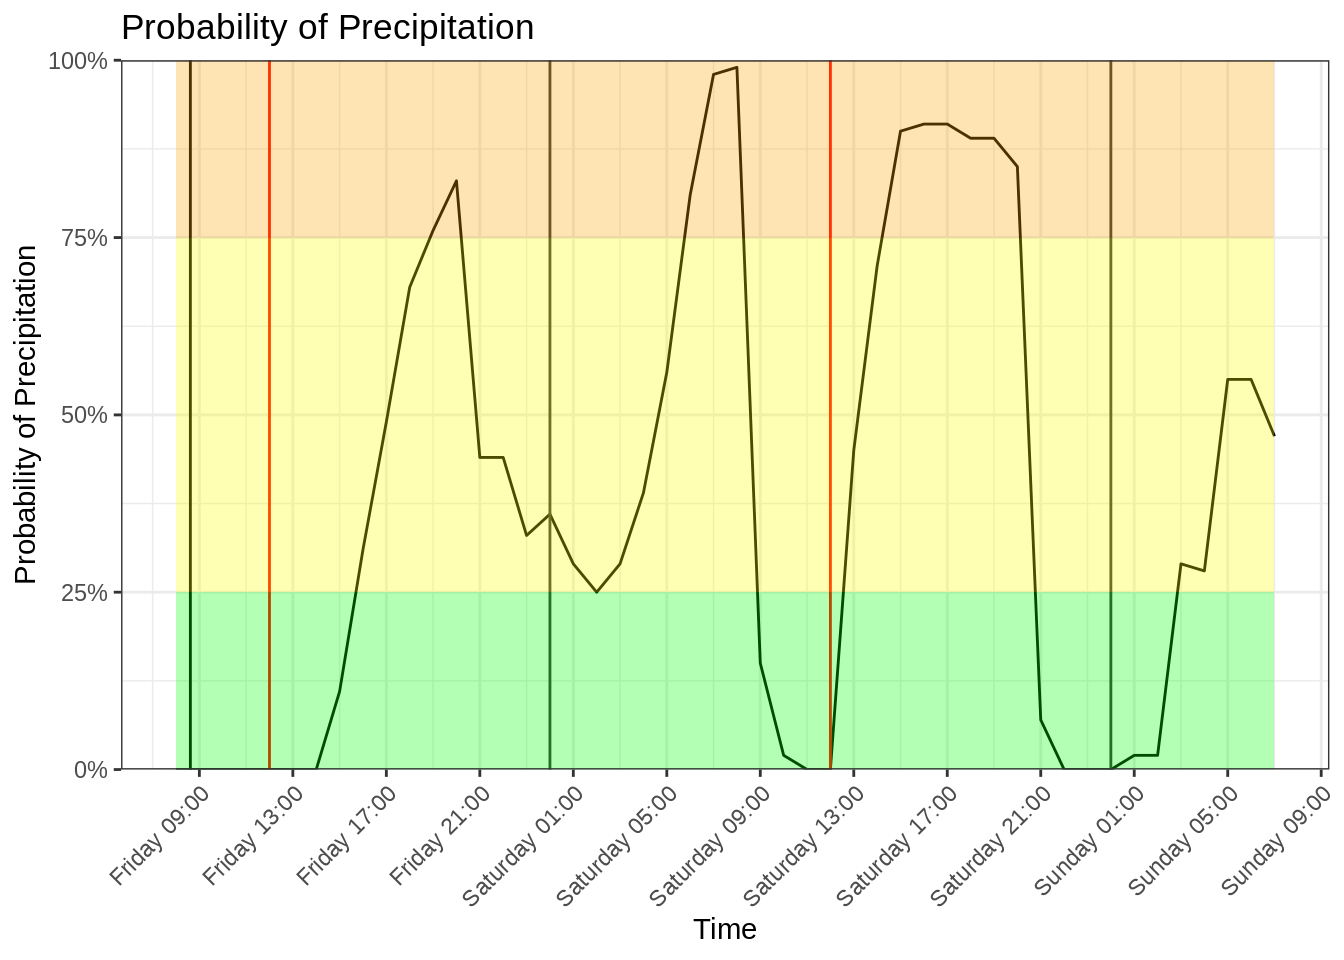 Probability of Precipitation
100%
75%
50%
25%
0%
Probability of Precipitation
Friday 09:00
Friday 13:00
Friday 17:00
Friday 21:00
Saturday 01:00
Saturday 05:00
Saturday 09:00
Saturday 13:00
Saturday 17:00
Saturday 21:00
Sunday 01:00
Sunday 05:00
Sunday 09:00
Time